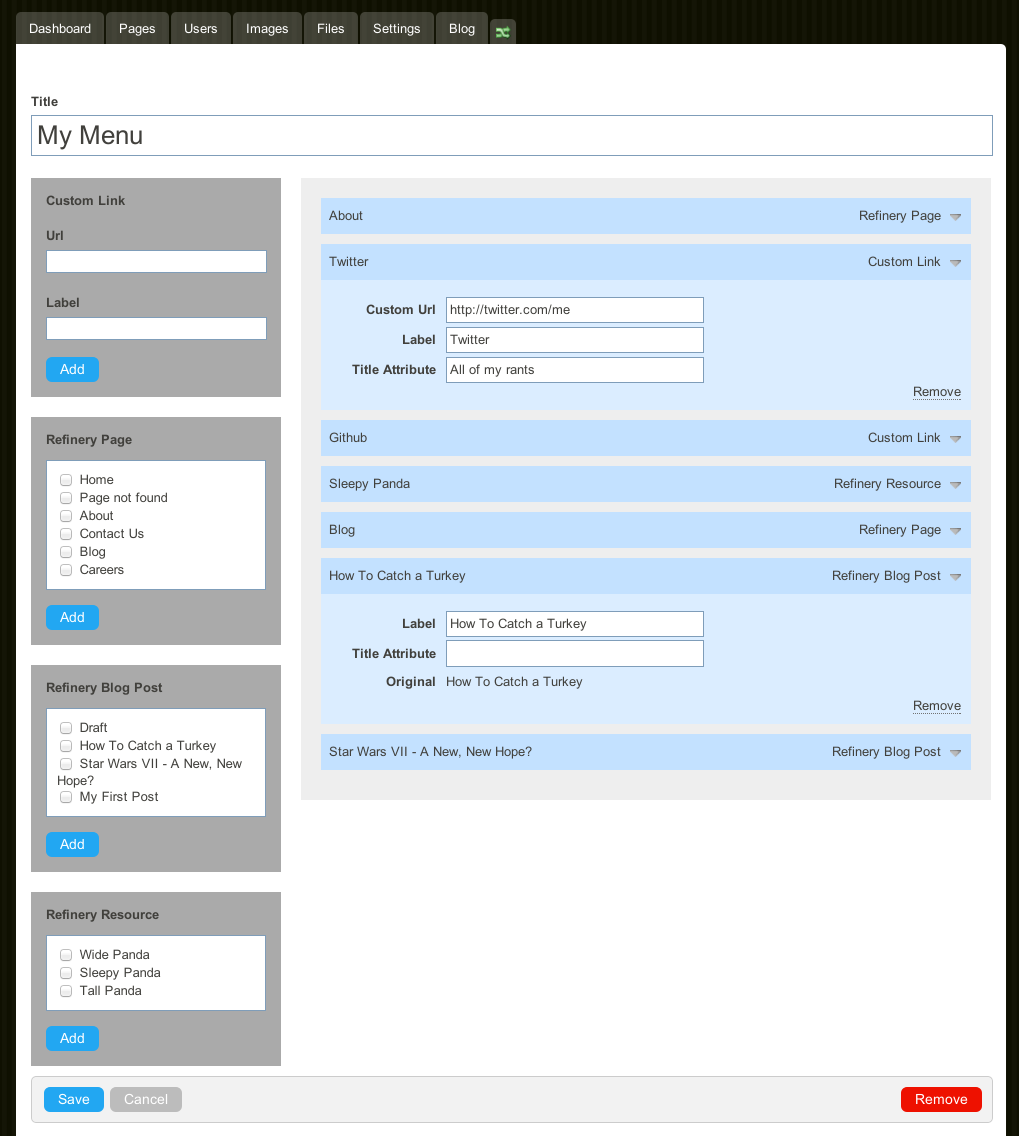 Dashboard Pages Users Images Files Settings Blog
Title
My Menu
Custom Link
Url
Label
Add
Refinery Page
Home
Page not found
About
Contact Us
Blog
Careers
Add
Refinery Blog Post
Draft
How To Catch a Turkey
Star Wars VII - A New, New
Hope?
My First Post
Add
Refinery Resource
Wide Panda
Sleepy Panda
Tall Panda
Add
About Refinery Page
Twitter Custom Link
Custom Url http://twitter.com/me
Label Twitter
Title Attribute All of my rants
Remove
Github Custom Link
Sleepy Panda Refinery Resource
Blog Refinery Page
How To Catch a Turkey Refinery Blog Post
Label How To Catch a Turkey
Title Attribute
Original How To Catch a Turkey
Remove
Star Wars VII - A New, New Hope? Refinery Blog Post
Save Cancel Remove